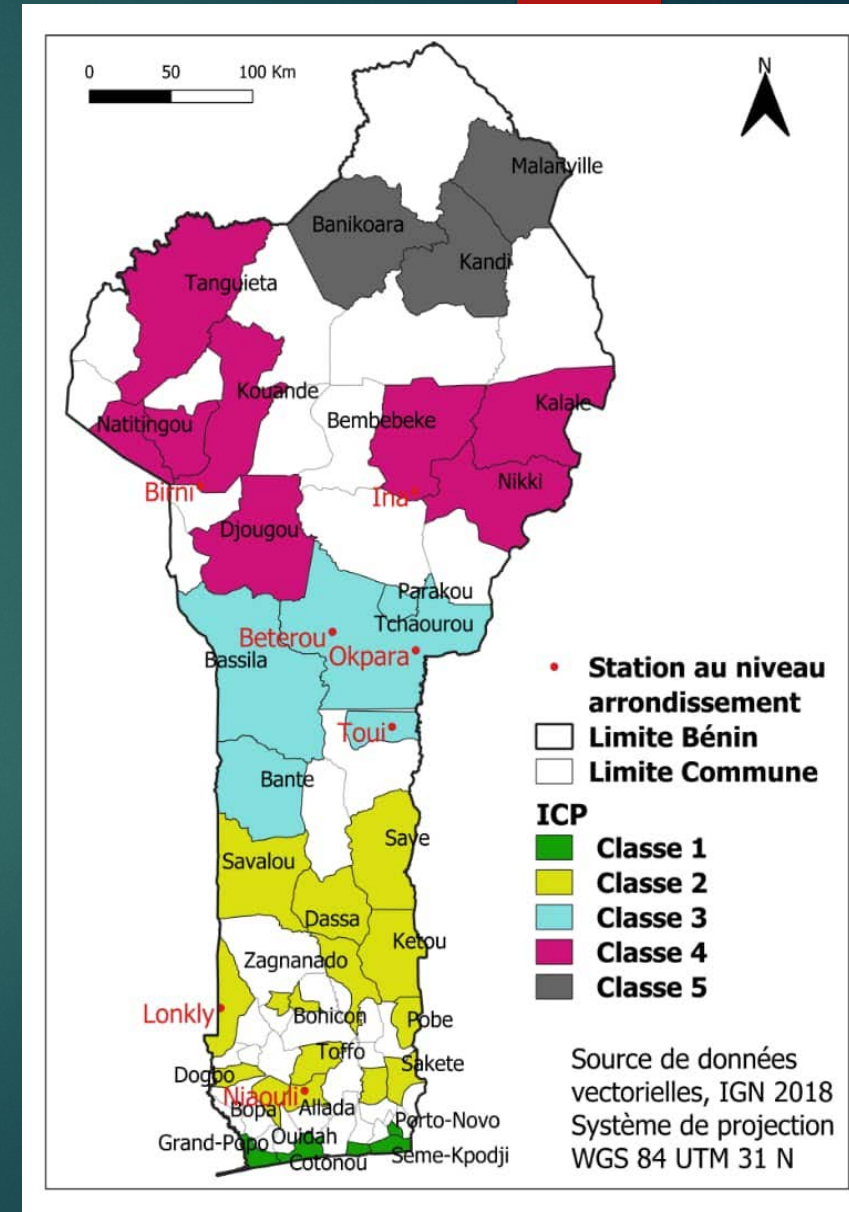 0 50 100 Km
N
Malanville
Banikoara
Kandi
Tanguieta
Kouande
Kalale
Bembebeke
Natitingou
Nikki
Birni
Ina
Djougou
Parakou
Tchaourou
Beterou
Okpara
Bassila
Toui
Bante
Save
Savalou
Dassa
Ketou
Zagnanado
Lonkly
Bohicon
Pobe
Toffo
Sakete
Dogbo
Niaouli
Bopa
Allada
Porto-Novo
Grand-Popo
Ouidah
Cotonou
Seme-Kpodji
Station au niveau
arrondissement
Limite Bénin
Limite Commune
ICP
Classe 1
Classe 2
Classe 3
Classe 4
Classe 5
Source de données
vectorielles, IGN 2018
Système de projection
WGS 84 UTM 31 N